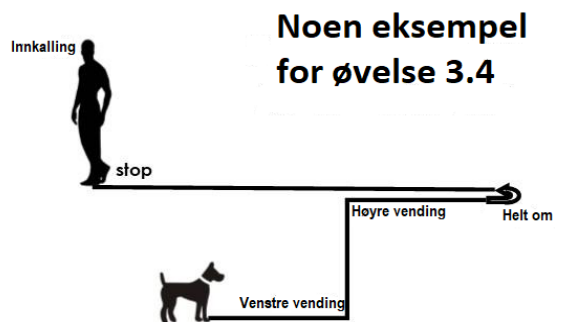 Noen eksempel
for øvelse 3.4
Innkalling
stop
Høyre vending
Helt om
Venstre vending